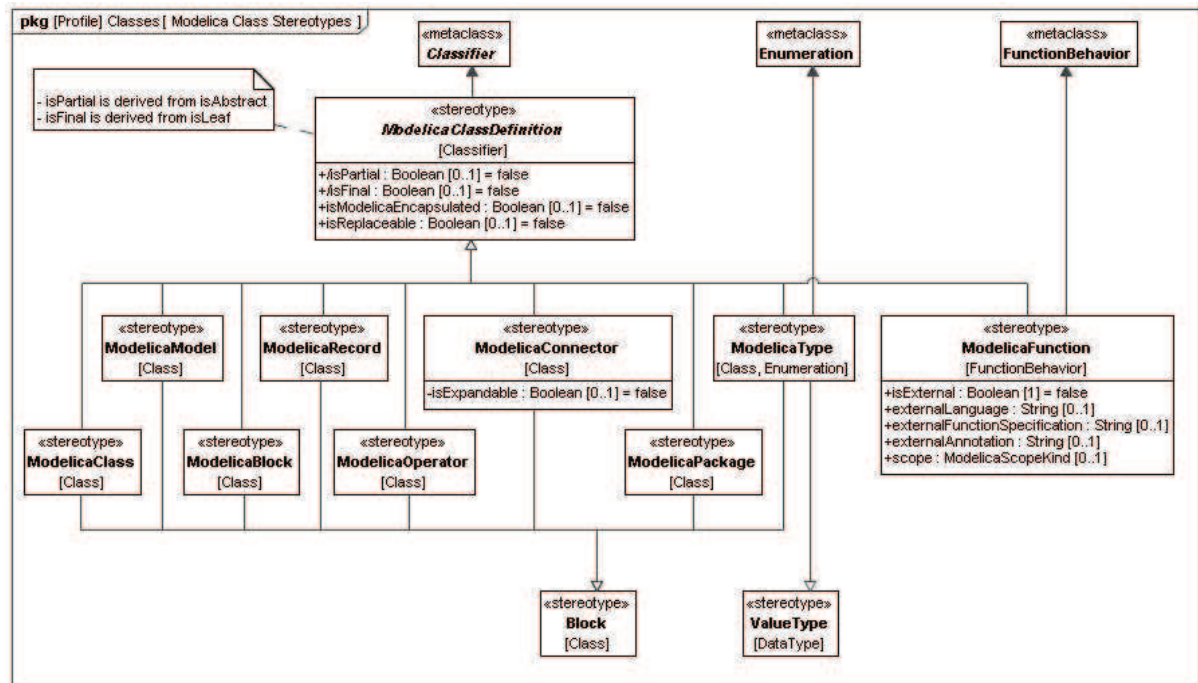 pkg [Profile] Classes [ Modelica Class Stereotypes ]
«metaclass»
Classifier
«metaclass»
Enumeration
«metaclass»
FunctionBehavior
- isPartial is derived from isAbstract
- isFinal is derived from isLeaf
«stereotype»
ModelicaClassDefinition
[Classifier]
+/isPartial : Boolean [0..1] = false
+/isFinal : Boolean [0..1] = false
+isModelicaEncapsulated : Boolean [0..1] = false
+isReplaceable : Boolean [0..1] = false
«stereotype»
ModelicaModel
[Class]
«stereotype»
ModelicaRecord
[Class]
«stereotype»
ModelicaConnector
[Class]
-isExpandable : Boolean [0..1] = false
«stereotype»
ModelicaType
[Class, Enumeration]
«stereotype»
ModelicaFunction
[FunctionBehavior]
+isExternal : Boolean [1] = false
+externalLanguage : String [0..1]
+externalFunctionSpecification : String [0..1]
+externalAnnotation : String [0..1]
+scope : ModelicaScopeKind [0..1]
«stereotype»
ModelicaClass
[Class]
«stereotype»
ModelicaBlock
[Class]
«stereotype»
ModelicaOperator
[Class]
«stereotype»
ModelicaPackage
[Class]
«stereotype»
Block
[Class]
«stereotype»
ValueType
[DataType]